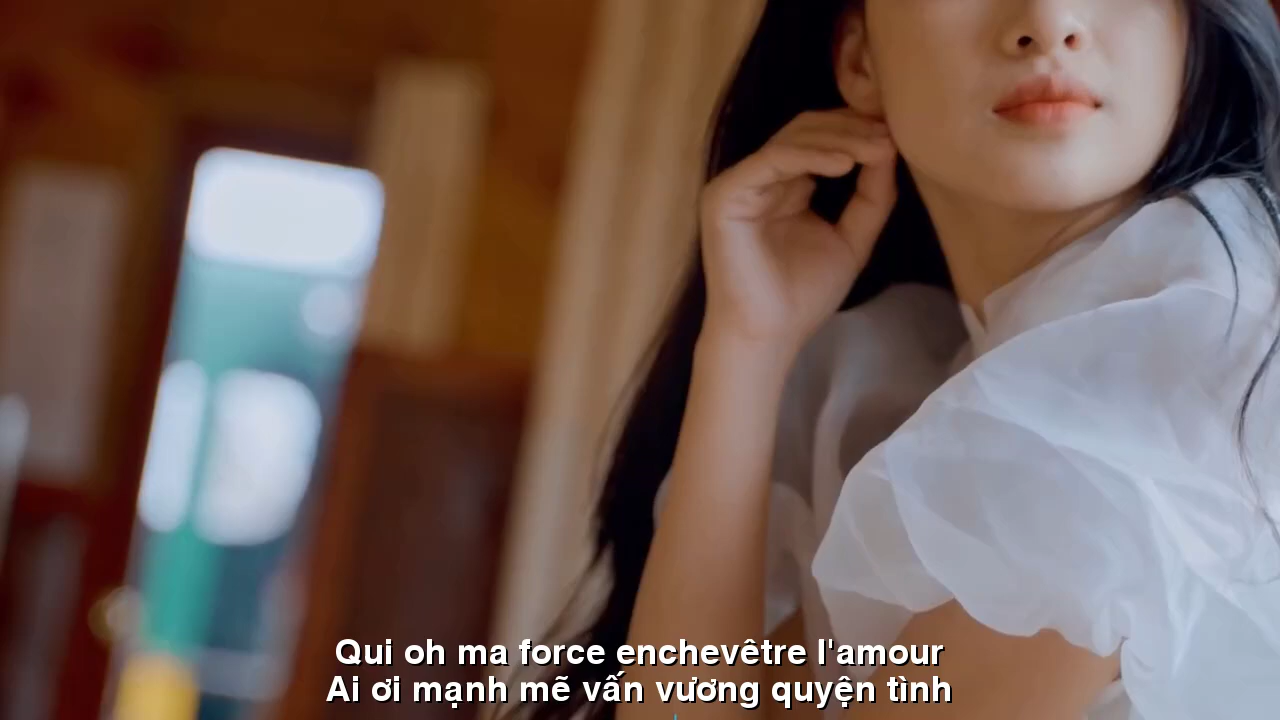 Qui oh ma force enchevêtre l'amour
Ai ơi mạnh mẽ vấn vương quyện tình